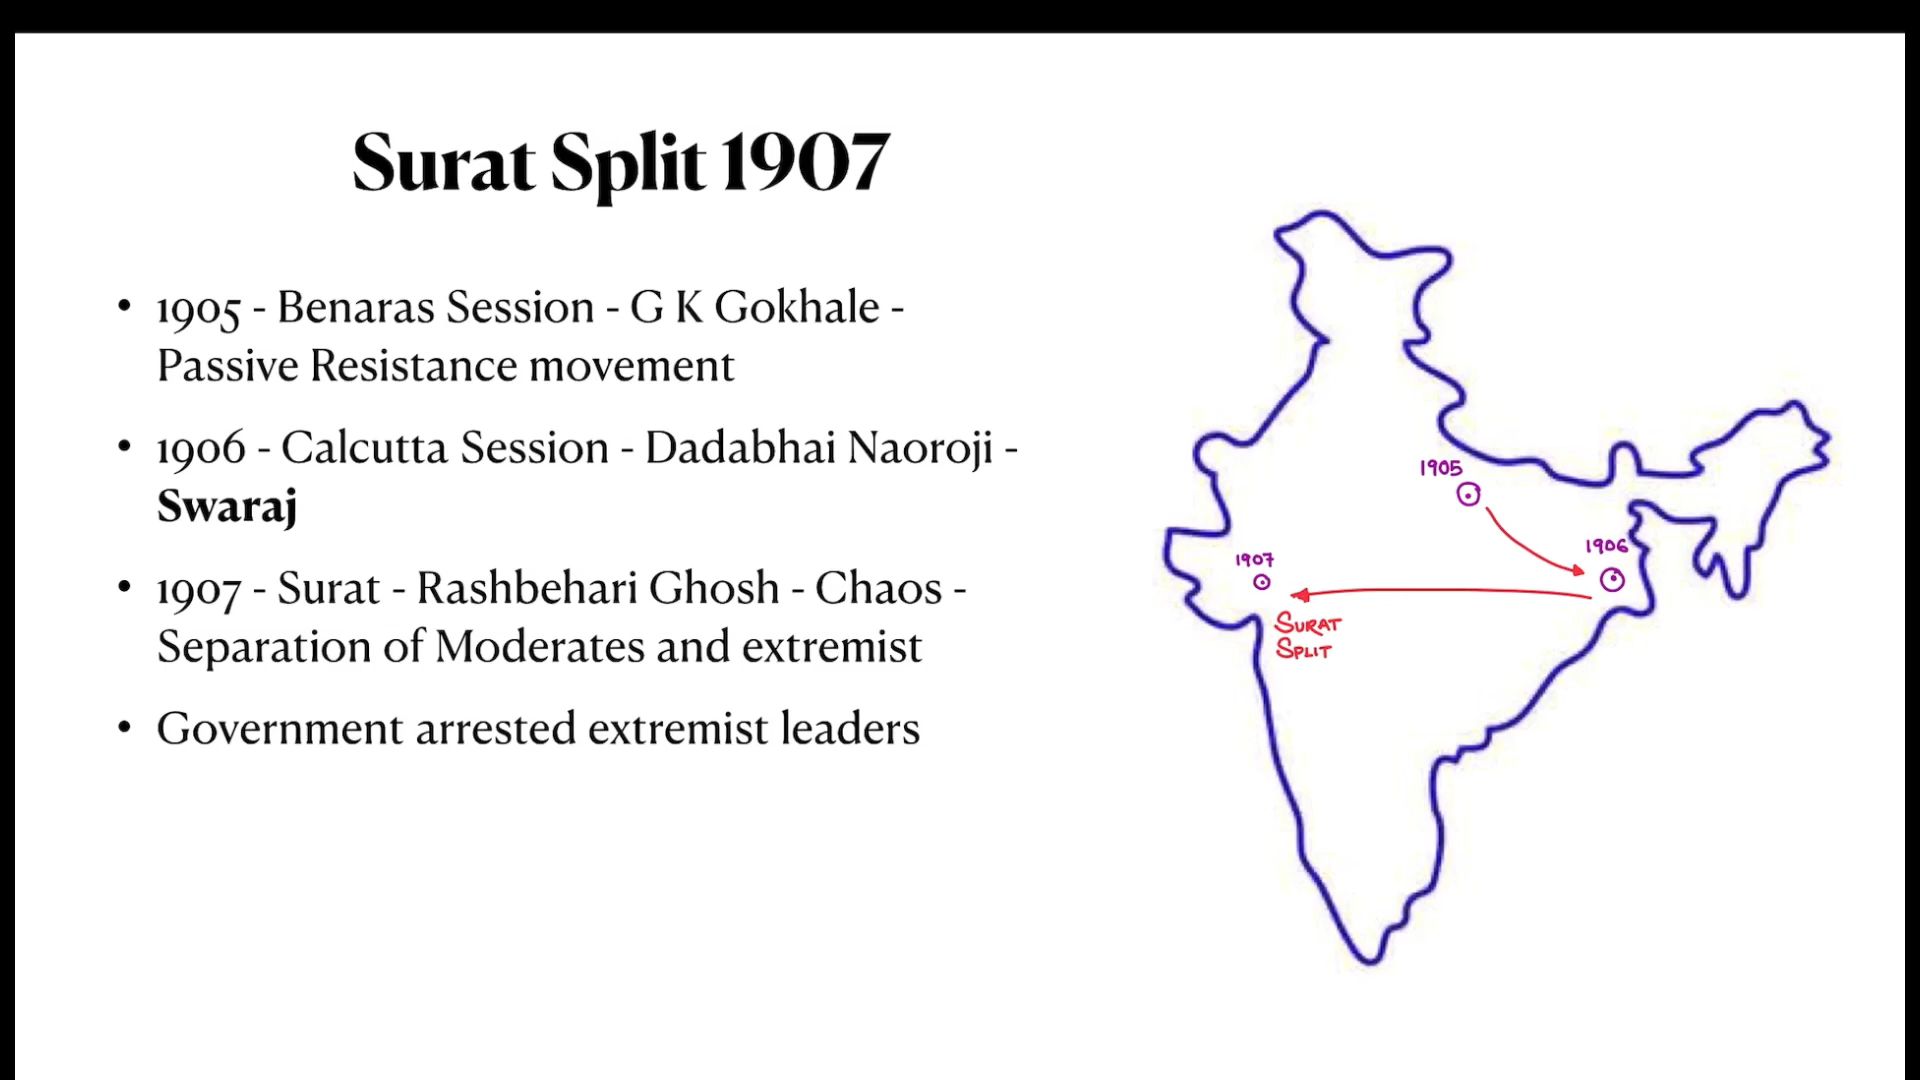 Surat Split 1907
• 1905 - Benaras Session - G K Gokhale -
Passive Resistance movement
• 1906 - Calcutta Session - Dadabhai Naoroji -
Swaraj
• 1907 - Surat - Rashbehari Ghosh - Chaos -
Separation of Moderates and extremist
• Government arrested extremist leaders
1905
1906
1907
SURAT
SPLIT